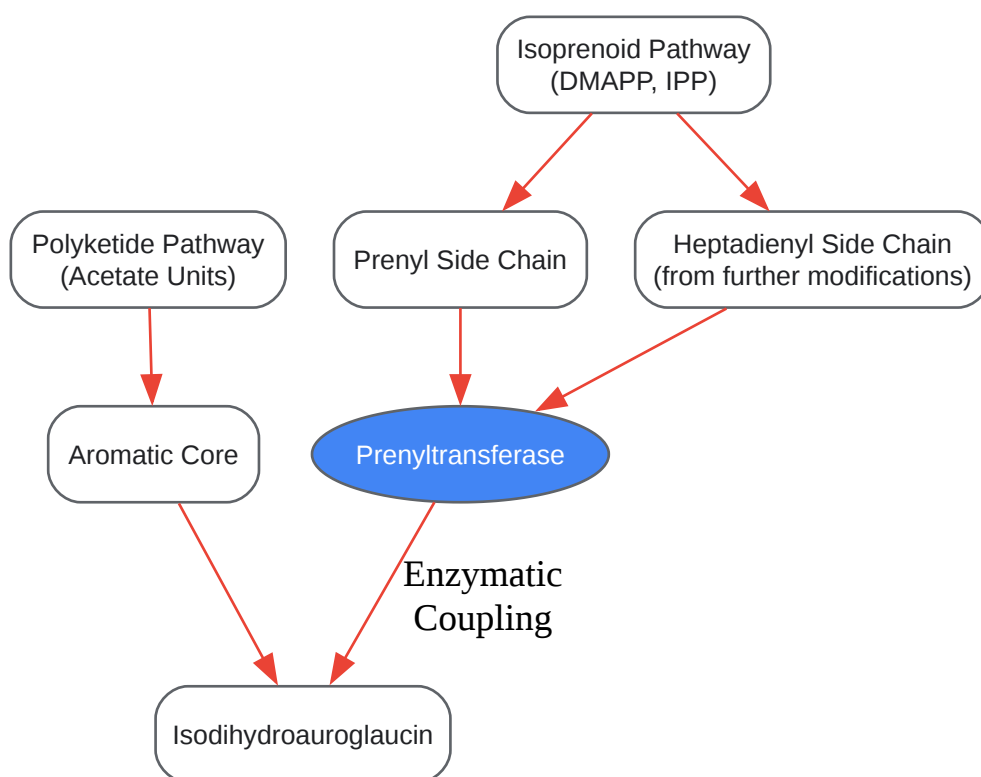 Isoprenoid Pathway
(DMAPP, IPP)
Polyketide Pathway
(Acetate Units)
Prenyl Side Chain
Heptadienyl Side Chain
(from further modifications)
Aromatic Core
Prenyltransferase
Enzymatic
Coupling
Isodihydroauroglaucin